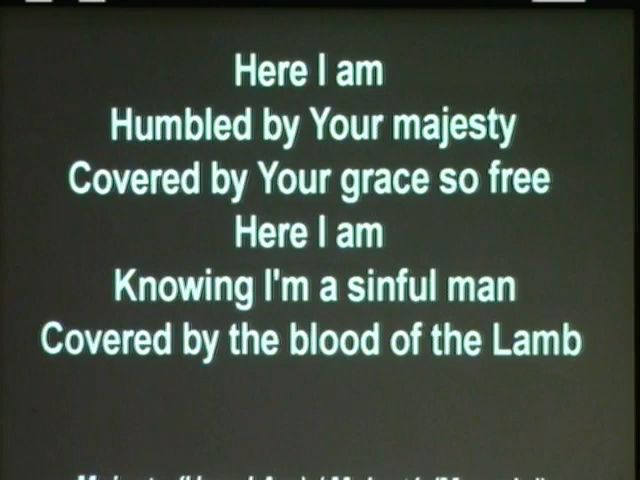 Here I am
Humbled by Your majesty
Covered by Your grace so free
Here I am
Knowing I'm a sinful man
Covered by the blood of the Lamb